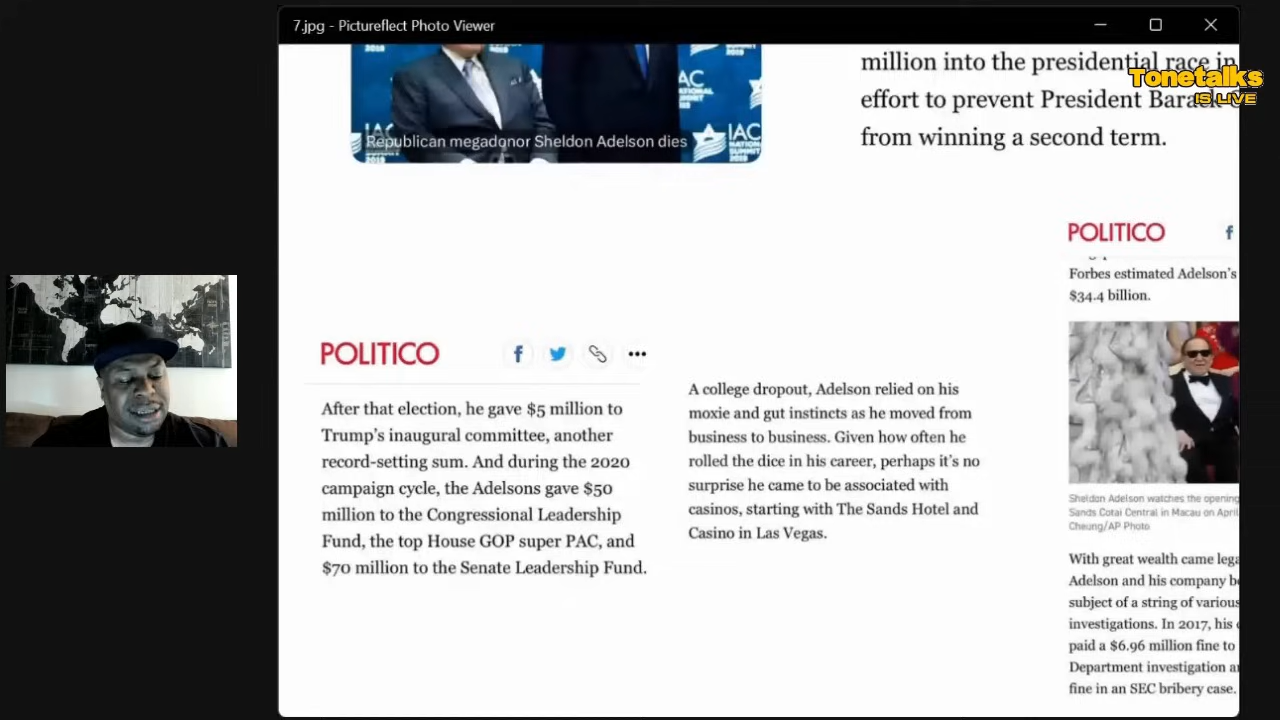 7.jpg - Pictureflect Photo Viewer
Tonetalks
IS LIVE
million into the presidential race in
effort to prevent President Barack
from winning a second term.
IAC
NATIONAL
SUMMIT
2019
Republican megadonor Sheldon Adelson dies
POLITICO
Forbes estimated Adelson's
$34.4 billion.
Sheldon Adelson watches the opening
Sands Cotai Central in Macau on April
Cheung/AP Photo
With great wealth came lega
Adelson and his company be
subject of a string of various
investigations. In 2017, his
paid a $6.96 million fine to
Department investigation a
fine in an SEC bribery case.
POLITICO
After that election, he gave $5 million to
Trump's inaugural committee, another
record-setting sum. And during the 2020
campaign cycle, the Adelsons gave $50
million to the Congressional Leadership
Fund, the top House GOP super PAC, and
$70 million to the Senate Leadership Fund.
A college dropout, Adelson relied on his
moxie and gut instincts as he moved from
business to business. Given how often he
rolled the dice in his career, perhaps it's no
surprise he came to be associated with
casinos, starting with The Sands Hotel and
Casino in Las Vegas.